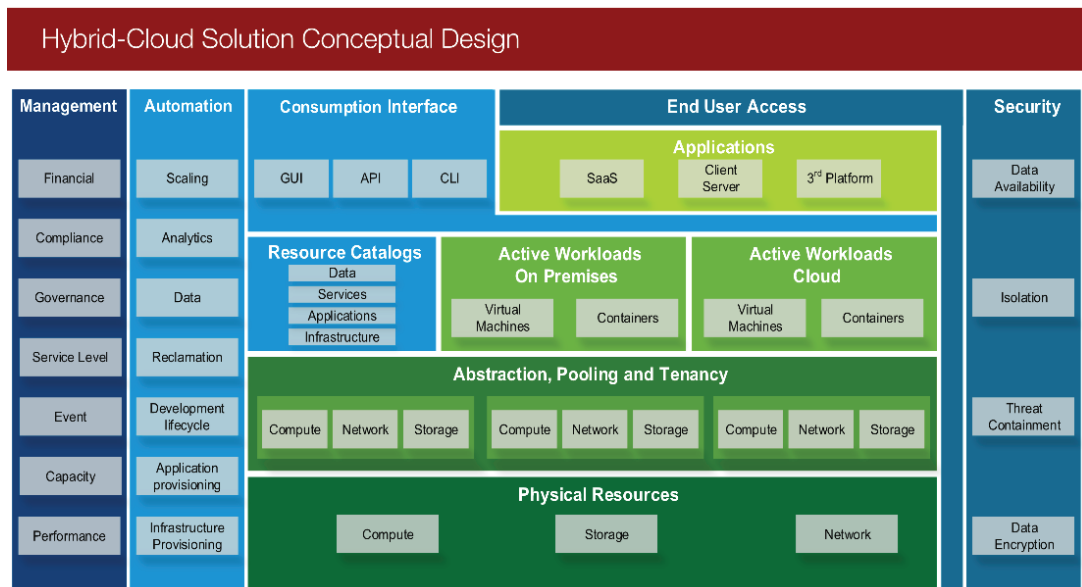 Hybrid-Cloud Solution Conceptual Design
Management
Financial
Compliance
Governance
Service Level
Event
Capacity
Performance
Automation
Scaling
Analytics
Data
Reclamation
Development
lifecycle
Application
provisioning
Infrastructure
Provisioning
Consumption Interface
GUI
API
CLI
End User Access
Applications
SaaS
Client
Server
3rd Platform
Resource Catalogs
Data
Services
Applications
Infrastructure
Active Workloads
On Premises
Virtual
Machines
Containers
Active Workloads
Cloud
Virtual
Machines
Containers
Abstraction, Pooling and Tenancy
Compute
Network
Storage
Compute
Network
Storage
Compute
Network
Storage
Physical Resources
Compute
Storage
Network
Security
Data
Availability
Isolation
Threat
Containment
Data
Encryption